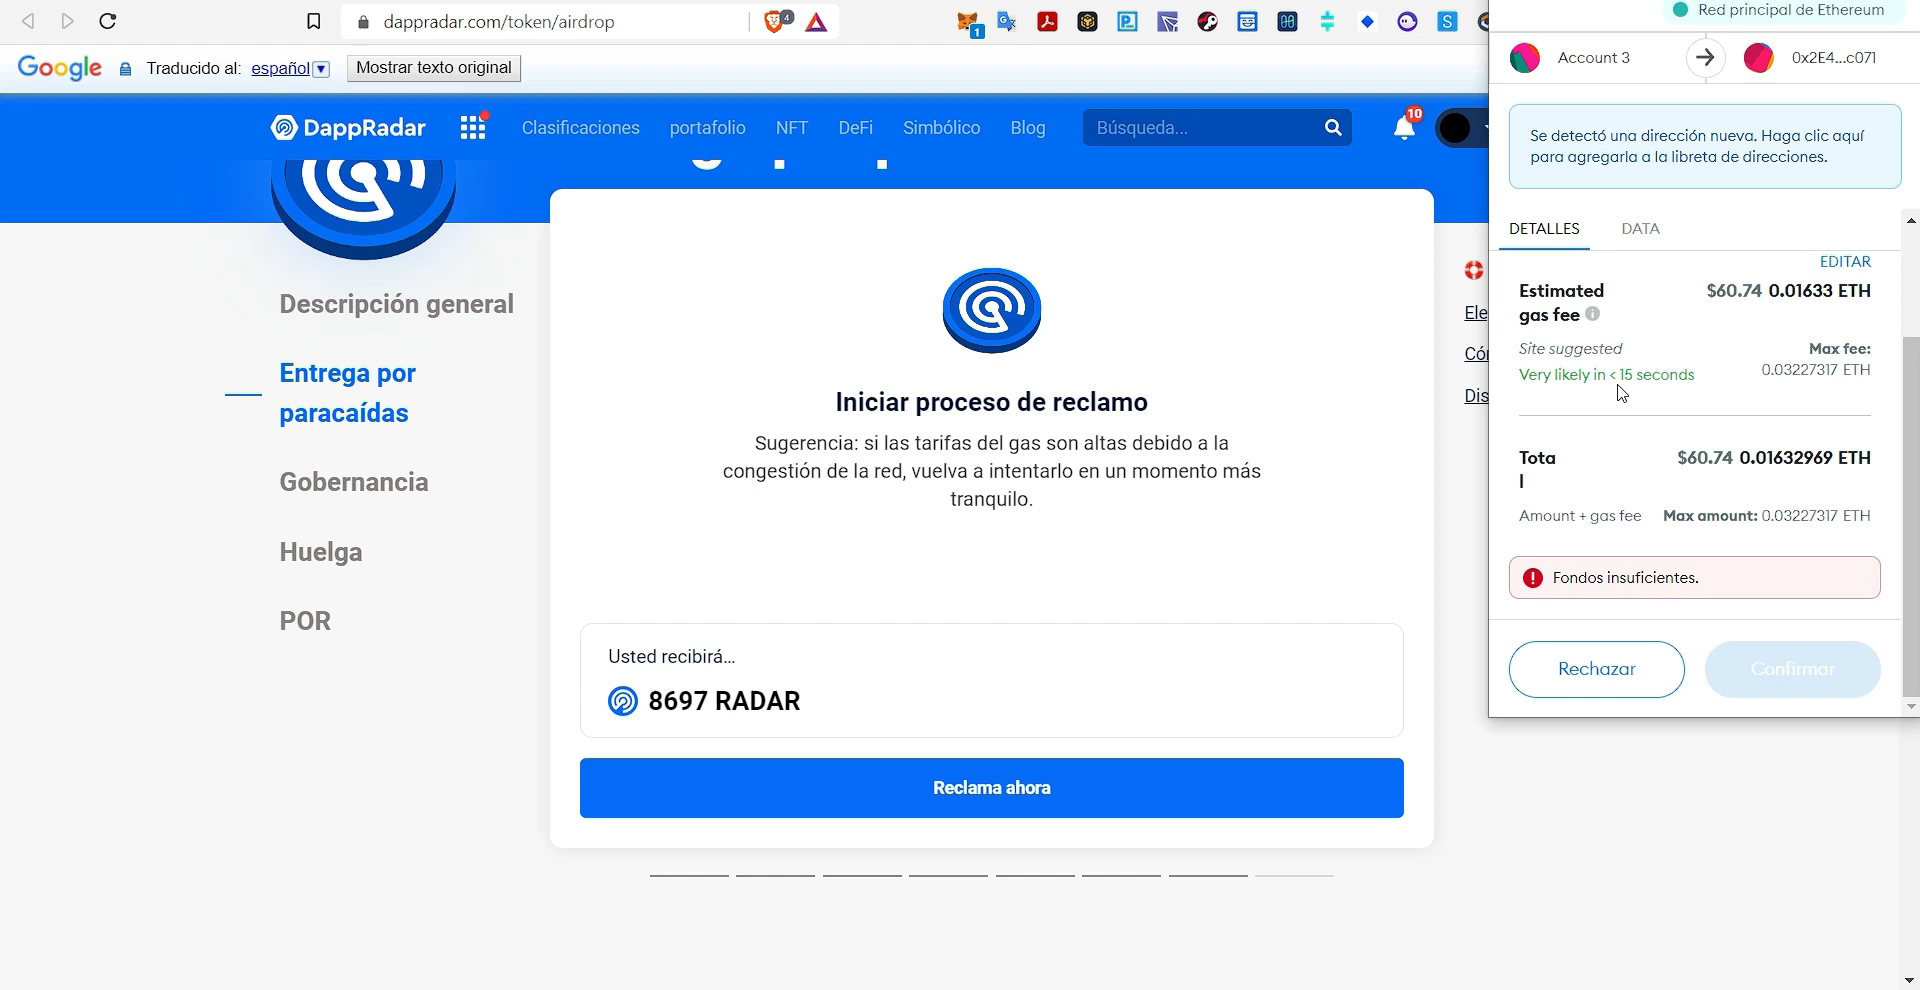 dappradar.com/token/airdrop
4
1
Google
Traducido al: español
Mostrar texto original
DappRadar
Clasificaciones
portafolio
NFT
DeFi
Simbólico
Blog
Búsqueda...
10
Descripción general
Entrega por
paracaídas
Gobernancia
Huelga
POR
Iniciar proceso de reclamo
Sugerencia: si las tarifas del gas son altas debido a la
congestión de la red, vuelva a intentarlo en un momento más
tranquilo.
Usted recibirá...
8697 RADAR
Reclama ahora
Red principal de Ethereum
Account 3
0x2E4...c071
Se detectó una dirección nueva. Haga clic aquí
para agregarla a la libreta de direcciones.
DETALLES
DATA
EDITAR
Estimated
gas fee
$60.74 0.01633 ETH
Site suggested
Max fee:
Very likely in < 15 seconds
0.03227317 ETH
Tota
l
$60.74 0.01632969 ETH
Amount + gas fee
Max amount: 0.03227317 ETH
Fondos insuficientes.
Rechazar
Confirmar